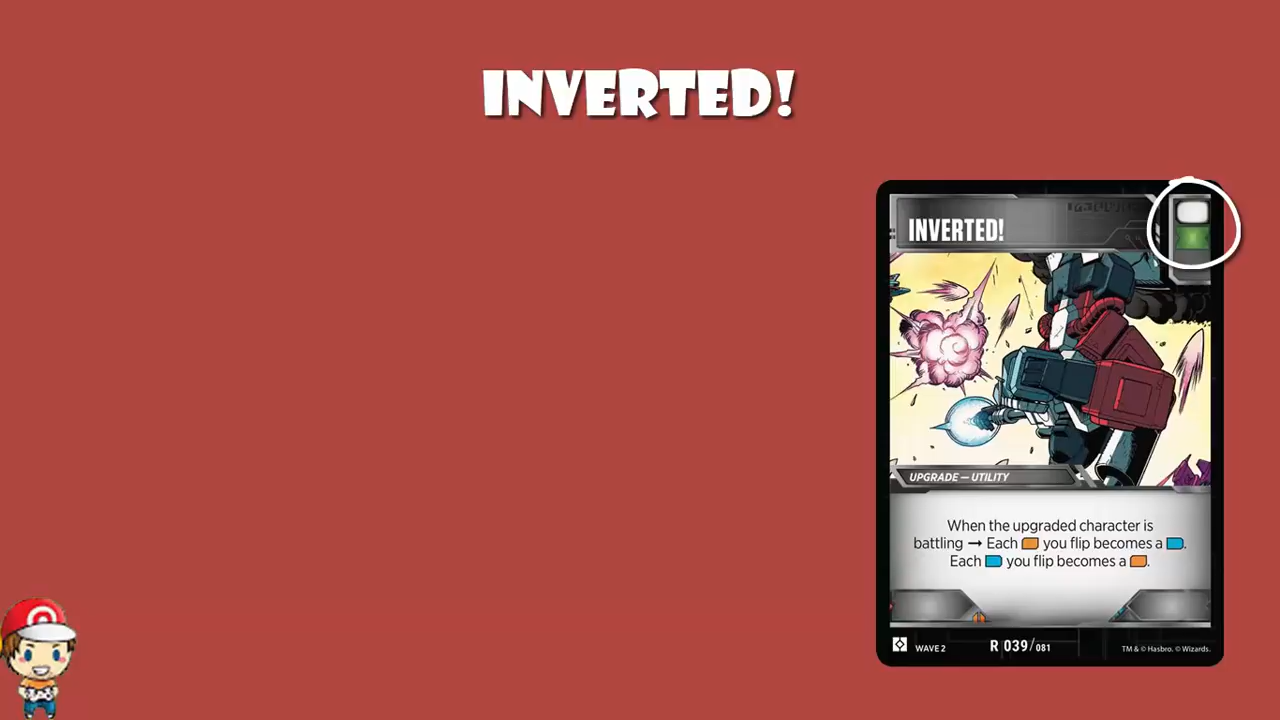 INVERTED!
INVERTED!
UPGRADE — UTILITY
When the upgraded character is
battling → Each you flip becomes a .
Each you flip becomes a .
WAVE 2
R 039/081
TM & © Hasbro. © Wizards.